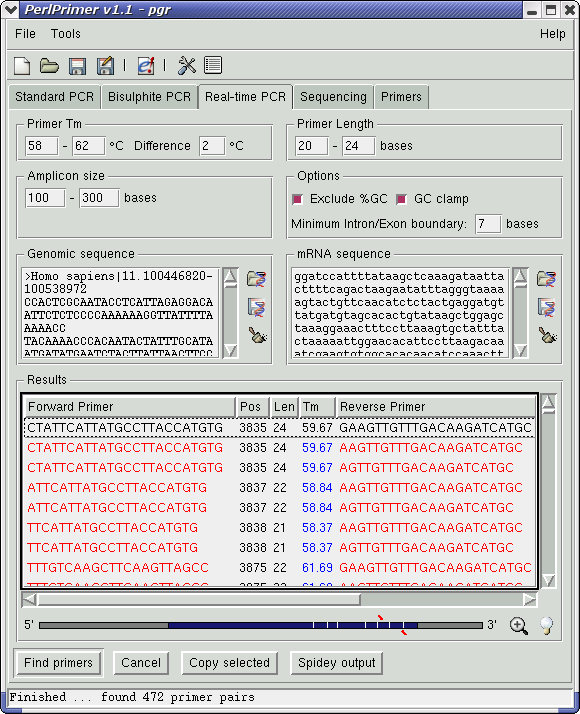 PerlPrimer v1.1 - pgr
File Tools Help
Standard PCR Bisulphite PCR Real-time PCR Sequencing Primers
Primer Tm Primer Length
58 - 62 °C Difference 2 °C 20 - 24 bases
Amplicon size Options
100 - 300 bases Exclude %GC GC clamp
Minimum Intron/Exon boundary: 7 bases
Genomic sequence mRNA sequence
>Homo sapiens|11.100446820- ggatccattttataagctcaaagataatta
100538972 cttttcagactaagatatttagggtaaaa
CCACTCGCAATACCTCATTAGAGGACA agtactgttcaacatctctactgaggatgt
ATTCTCTCCCCAAAAAAGGTTATTTTA tatgatgtagcacactgtataagctggagc
AAAACC taaaggaaactttccttaaagtgctatttt
TACAAAACCCACAATACTATTTGCATA ctaaaaattggaacacattccttaagacaa
Results
Forward Primer Pos Len Tm Reverse Primer
CTATTCATTATGCCTTACCATGTG 3835 24 59.67 GAAGTTGTTTGACAAGATCATGC
CTATTCATTATGCCTTACCATGTG 3835 24 59.67 AAGTTGTTTGACAAGATCATGC
CTATTCATTATGCCTTACCATGTG 3835 24 59.67 AGTTGTTTGACAAGATCATGC
ATTCATTATGCCTTACCATGTG 3837 22 58.84 GAAGTTGTTTGACAAGATCATGC
ATTCATTATGCCTTACCATGTG 3837 22 58.84 AAGTTGTTTGACAAGATCATGC
TTCATTATGCCTTACCATGTG 3838 21 58.37 AAGTTGTTTGACAAGATCATGC
TTCATTATGCCTTACCATGTG 3838 21 58.37 AGTTGTTTGACAAGATCATGC
TTTGTCAAGCTTCAAGTTAGCC 3875 22 61.69 GAAGTTGTTTGACAAGATCATGC
5' 3'
Find primers Cancel Copy selected Spidey output
Finished ... found 472 primer pairs